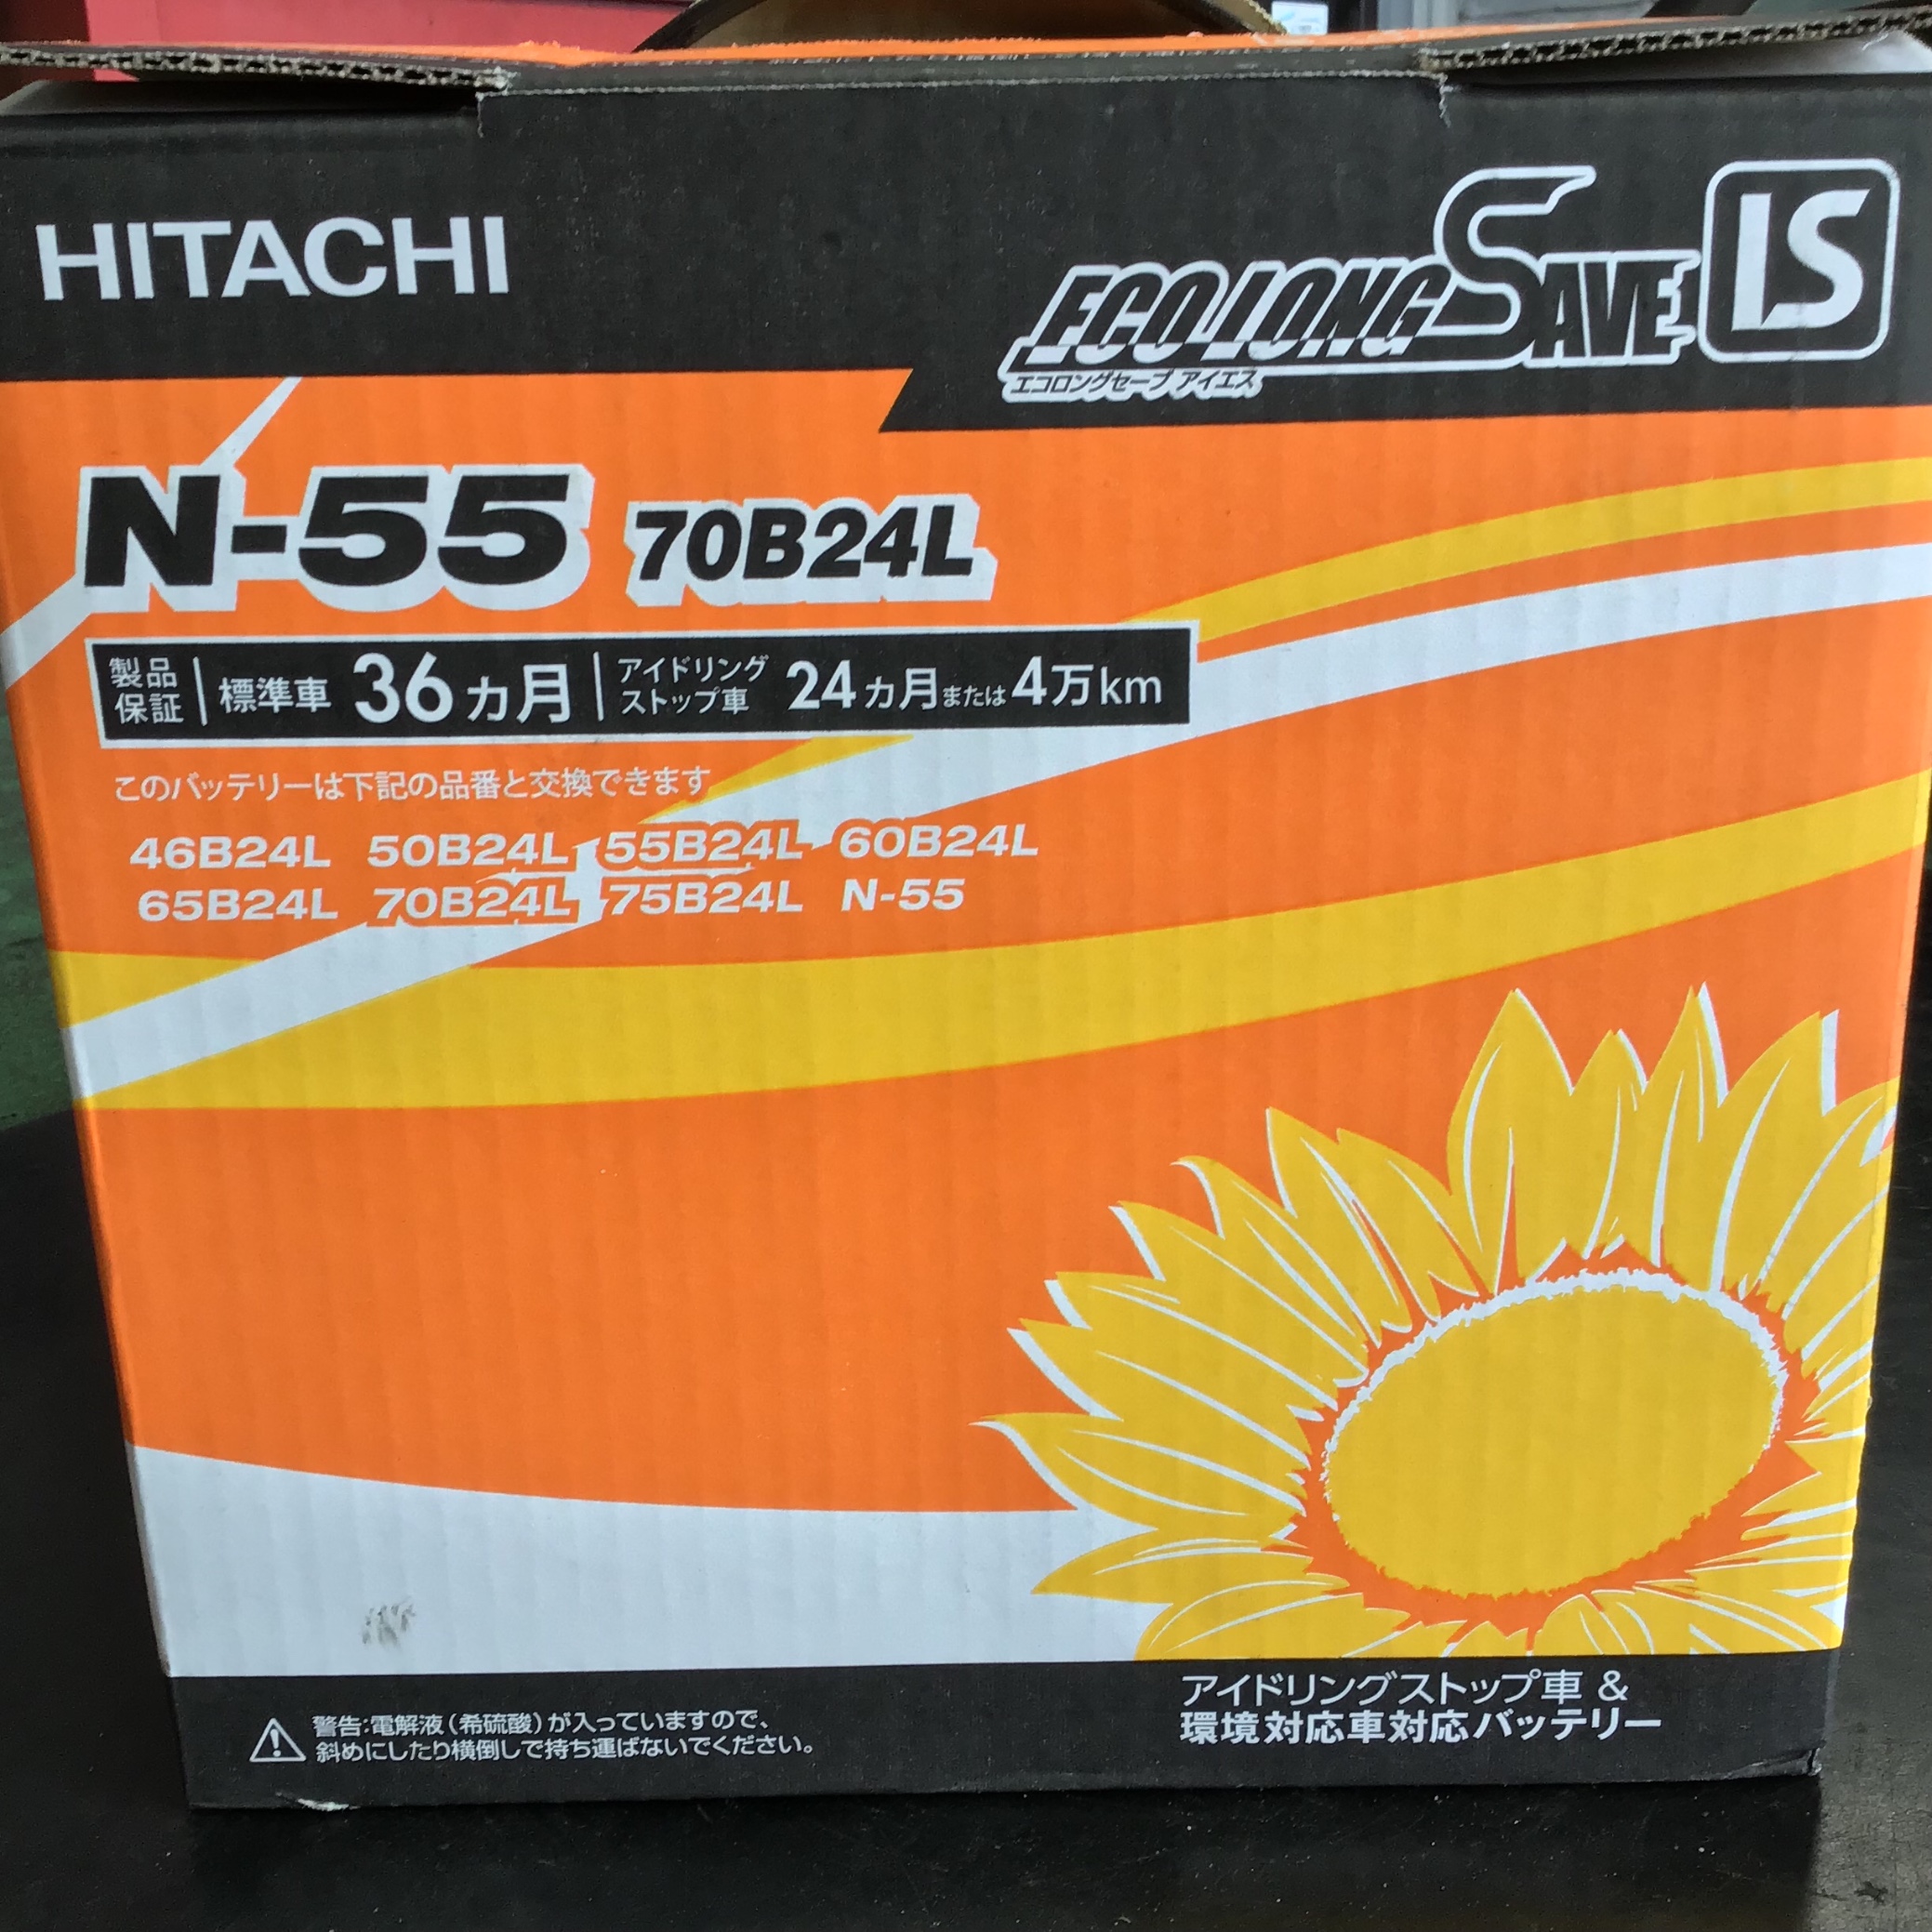 HITACHI
ECO LONG SAVE IS
エコロングセーブ アイエス
N-55 70B24L
製品保証 標準車 36ヵ月 アイドリングストップ車 24ヵ月または4万km
このバッテリーは下記の品番と交換できます
46B24L 50B24L 55B24L 60B24L
65B24L 70B24L 75B24L N-55
警告:電解液(希硫酸)が入っていますので、
斜めにしたり横倒しで持ち運ばないでください。
アイドリングストップ車 &
環境対応車対応バッテリー